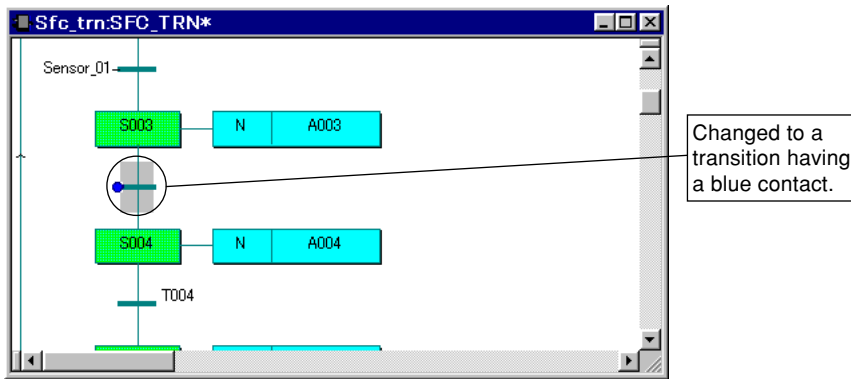 Sfc_trn:SFC_TRN*
Sensor_01
S003 N A003
Changed to a
transition having
a blue contact.
S004 N A004
T004